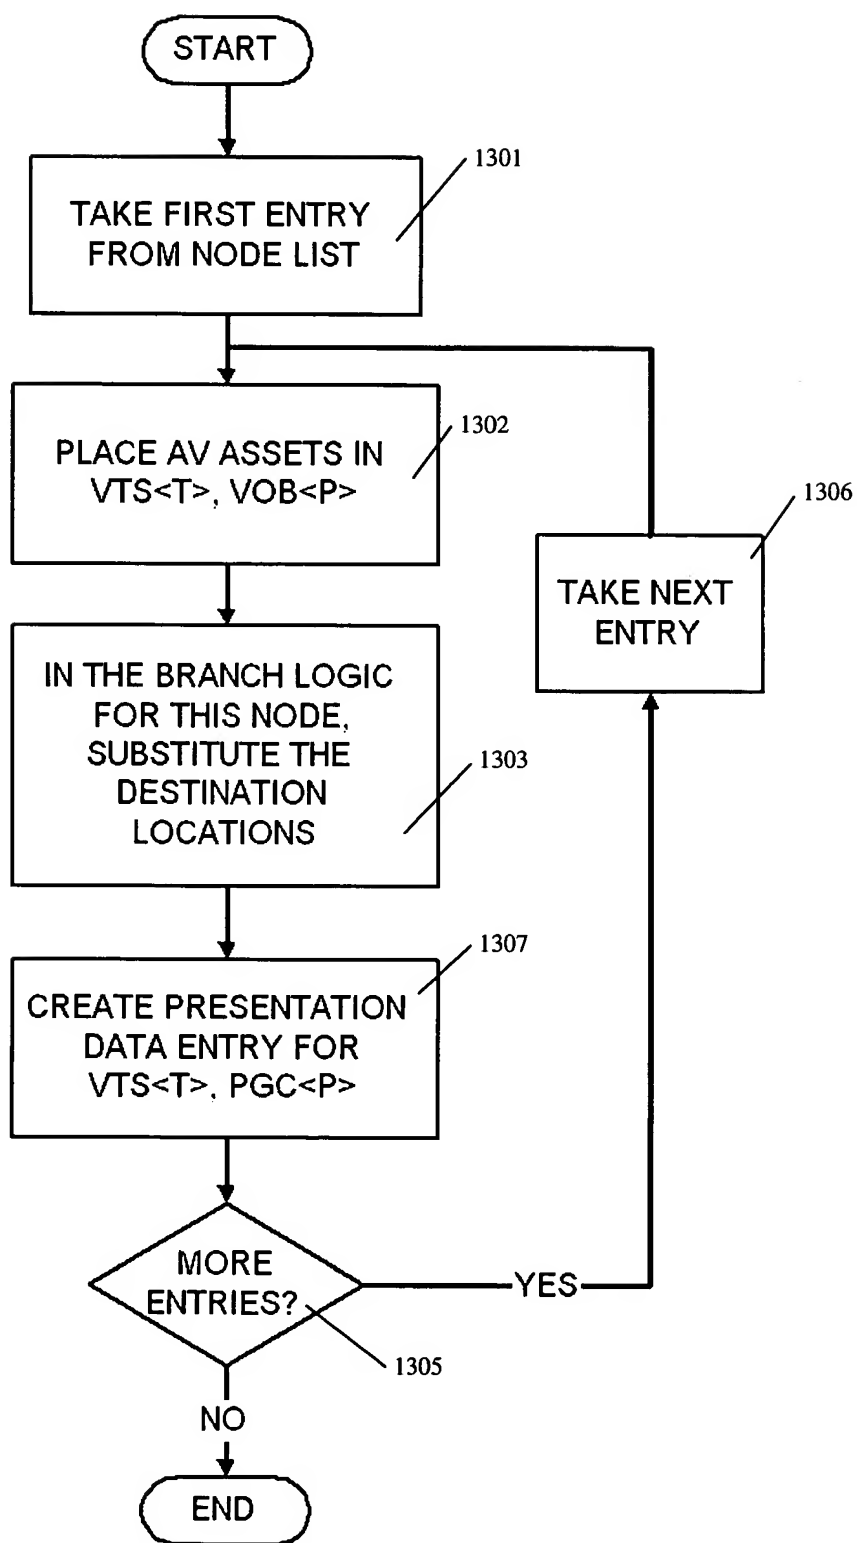 START
1301
TAKE FIRST ENTRY
FROM NODE LIST
1302
PLACE AV ASSETS IN
VTS<T>, VOB<P>
1306
TAKE NEXT
ENTRY
IN THE BRANCH LOGIC
FOR THIS NODE,
SUBSTITUTE THE
DESTINATION
LOCATIONS
1303
1307
CREATE PRESENTATION
DATA ENTRY FOR
VTS<T>, PGC<P>
MORE
ENTRIES?
YES
1305
NO
END